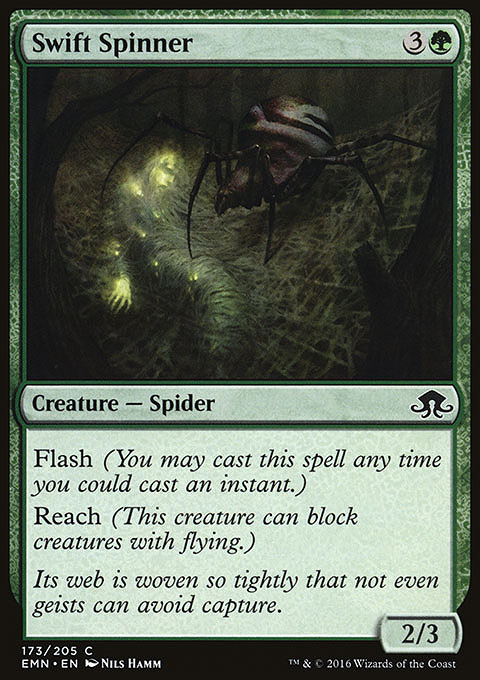 Swift Spinner 3
Creature — Spider
Flash (You may cast this spell any time
you could cast an instant.)
Reach (This creature can block
creatures with flying.)
Its web is woven so tightly that not even
geists can avoid capture.
2/3
173/205 C
EMN • EN Nils Hamm
™ & © 2016 Wizards of the Coast